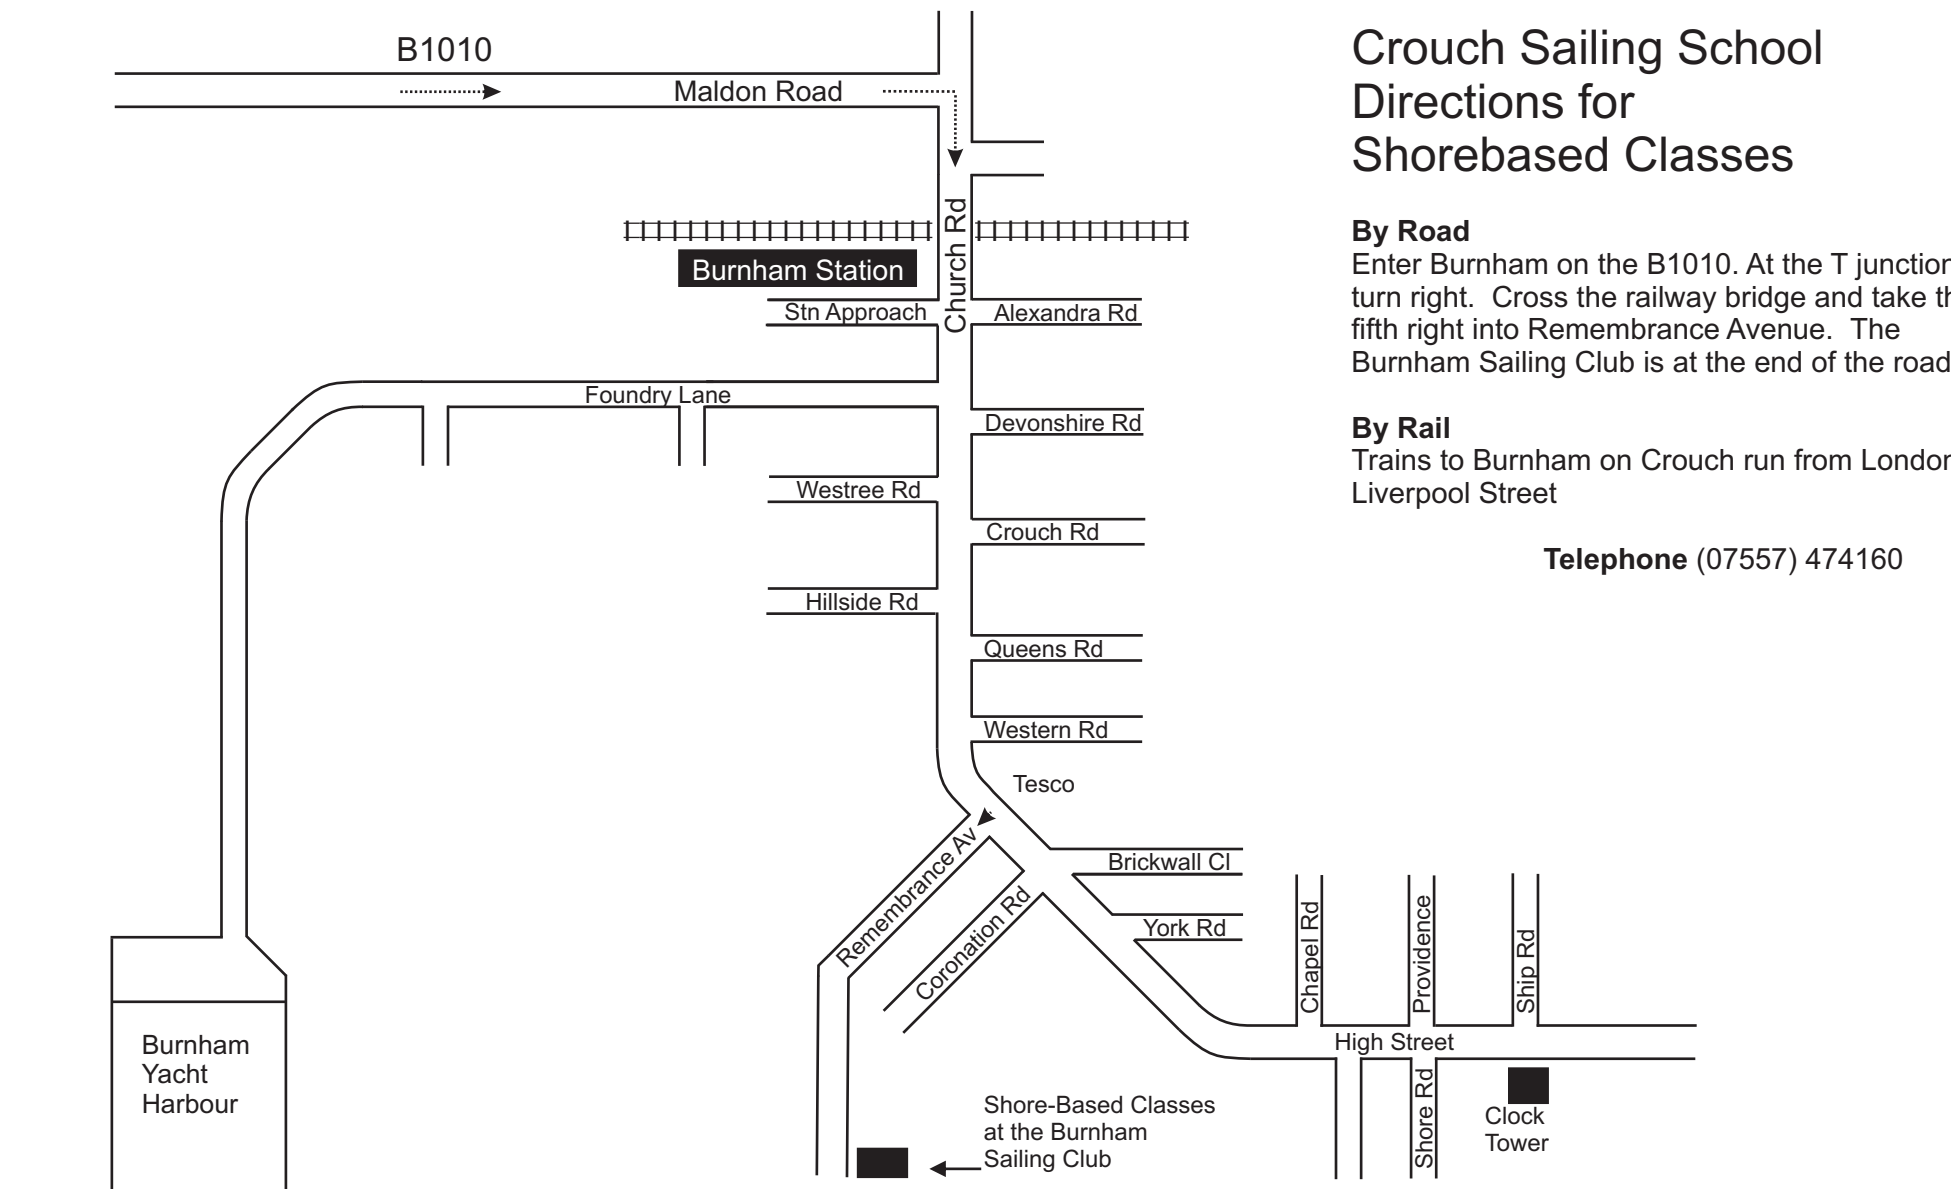 Crouch Sailing School
Directions for
Shorebased Classes
By Road
Enter Burnham on the B1010. At the T junction
turn right. Cross the railway bridge and take th
fifth right into Remembrance Avenue. The
Burnham Sailing Club is at the end of the road
By Rail
Trains to Burnham on Crouch run from London
Liverpool Street
Telephone (07557) 474160
B1010
Maldon Road
Church Rd
Burnham Station
Stn Approach
Alexandra Rd
Foundry Lane
Devonshire Rd
Westree Rd
Crouch Rd
Hillside Rd
Queens Rd
Western Rd
Tesco
Remembrance Av
Brickwall Cl
Coronation Rd
York Rd
Chapel Rd
Providence
Ship Rd
High Street
Shore Rd
Clock
Tower
Burnham
Yacht
Harbour
Shore-Based Classes
at the Burnham
Sailing Club